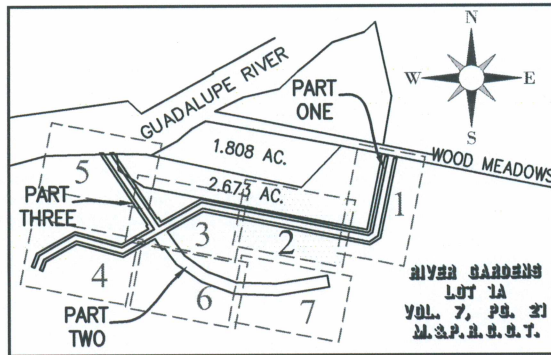 N
W E
S
GUADALUPE RIVER
PART
ONE
WOOD MEADOWS
1.808 AC.
2.673 AC.
PART
THREE
5
3
2
1
4
6
7
PART
TWO
RIVER GARDENS
LOT 1A
VOL. 7, PG. 21
M.&P.R.C.C.T.